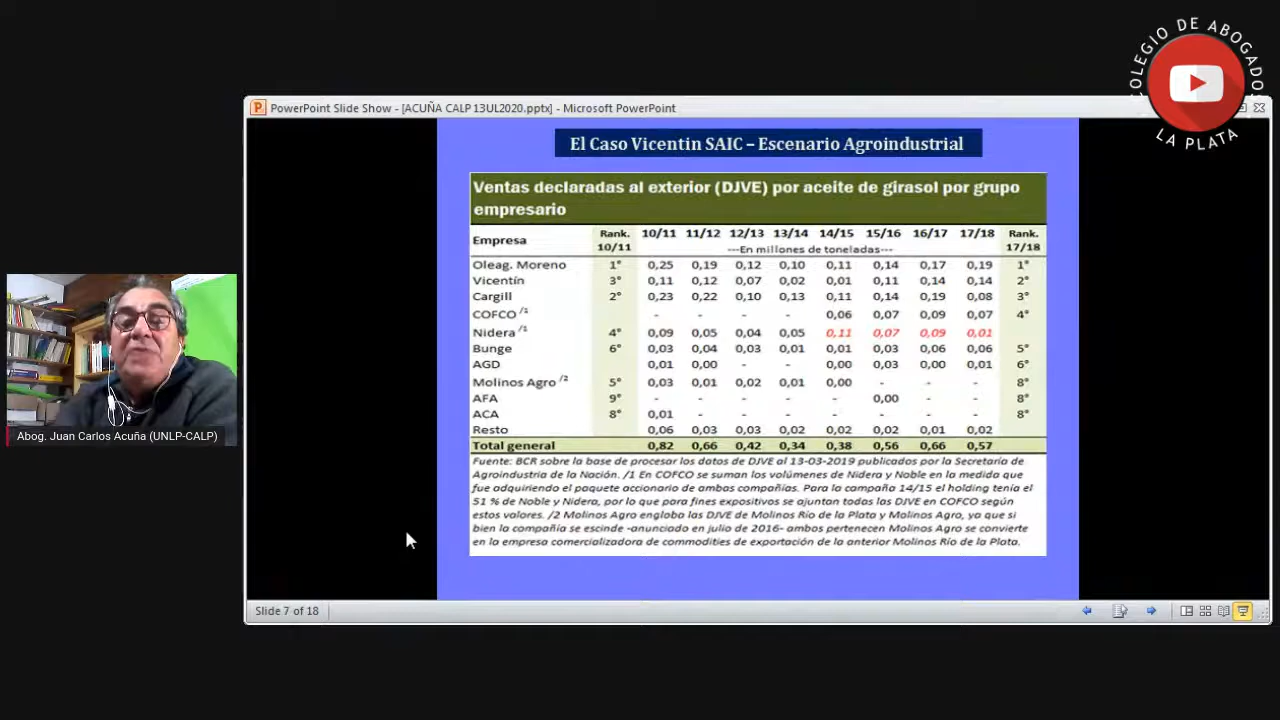 COLEGIO DE ABOGADOS
LA PLATA
PowerPoint Slide Show - [ACUÑA CALP 13UL2020.pptx] - Microsoft PowerPoint
El Caso Vicentin SAIC – Escenario Agroindustrial
Ventas declaradas al exterior (DJVE) por aceite de girasol por grupo
empresario
Empresa Rank. 10/11 10/11 11/12 12/13 13/14 14/15 15/16 16/17 17/18 Rank. 17/18
---En millones de toneladas---
Oleag. Moreno 1° 0,25 0,19 0,12 0,10 0,11 0,14 0,17 0,19 1°
Vicentín 3° 0,11 0,12 0,07 0,02 0,01 0,11 0,14 0,14 2°
Cargill 2° 0,23 0,22 0,10 0,13 0,11 0,14 0,19 0,08 3°
COFCO /1 - - - - 0,06 0,07 0,09 0,07 4°
Nidera /1 4° 0,09 0,05 0,04 0,05 0,11 0,07 0,09 0,01
Bunge 6° 0,03 0,04 0,03 0,01 0,01 0,03 0,06 0,06 5°
AGD 0,01 0,00 - - 0,00 0,03 0,00 0,01 6°
Molinos Agro /2 5° 0,03 0,01 0,02 0,01 0,00 - - - 8°
AFA 9° - - - - - 0,00 - - 8°
ACA 8° 0,01 - - - - - - - 8°
Resto 0,06 0,03 0,03 0,02 0,02 0,02 0,01 0,02
Total general 0,82 0,66 0,42 0,34 0,38 0,56 0,66 0,57
Fuente: BCR sobre la base de procesar los datos de DJVE al 13-03-2019 publicados por la Secretaría de
Agroindustria de la Nación. /1 En COFCO se suman los volúmenes de Nidera y Noble en la medida que
fue adquiriendo el paquete accionario de ambas compañías. Para la campaña 14/15 el holding tenía el
51 % de Noble y Nidera, por lo que para fines expositivos se ajuntan todas las DJVE en COFCO según
estos valores. /2 Molinos Agro engloba las DJVE de Molinos Río de la Plata y Molinos Agro, ya que si
bien la compañía se escinde -anunciado en julio de 2016- ambos pertenecen Molinos Agro se convierte
en la empresa comercializadora de commodities de exportación de la anterior Molinos Río de la Plata.
Abog. Juan Carlos Acuña (UNLP-CALP)
Slide 7 of 18